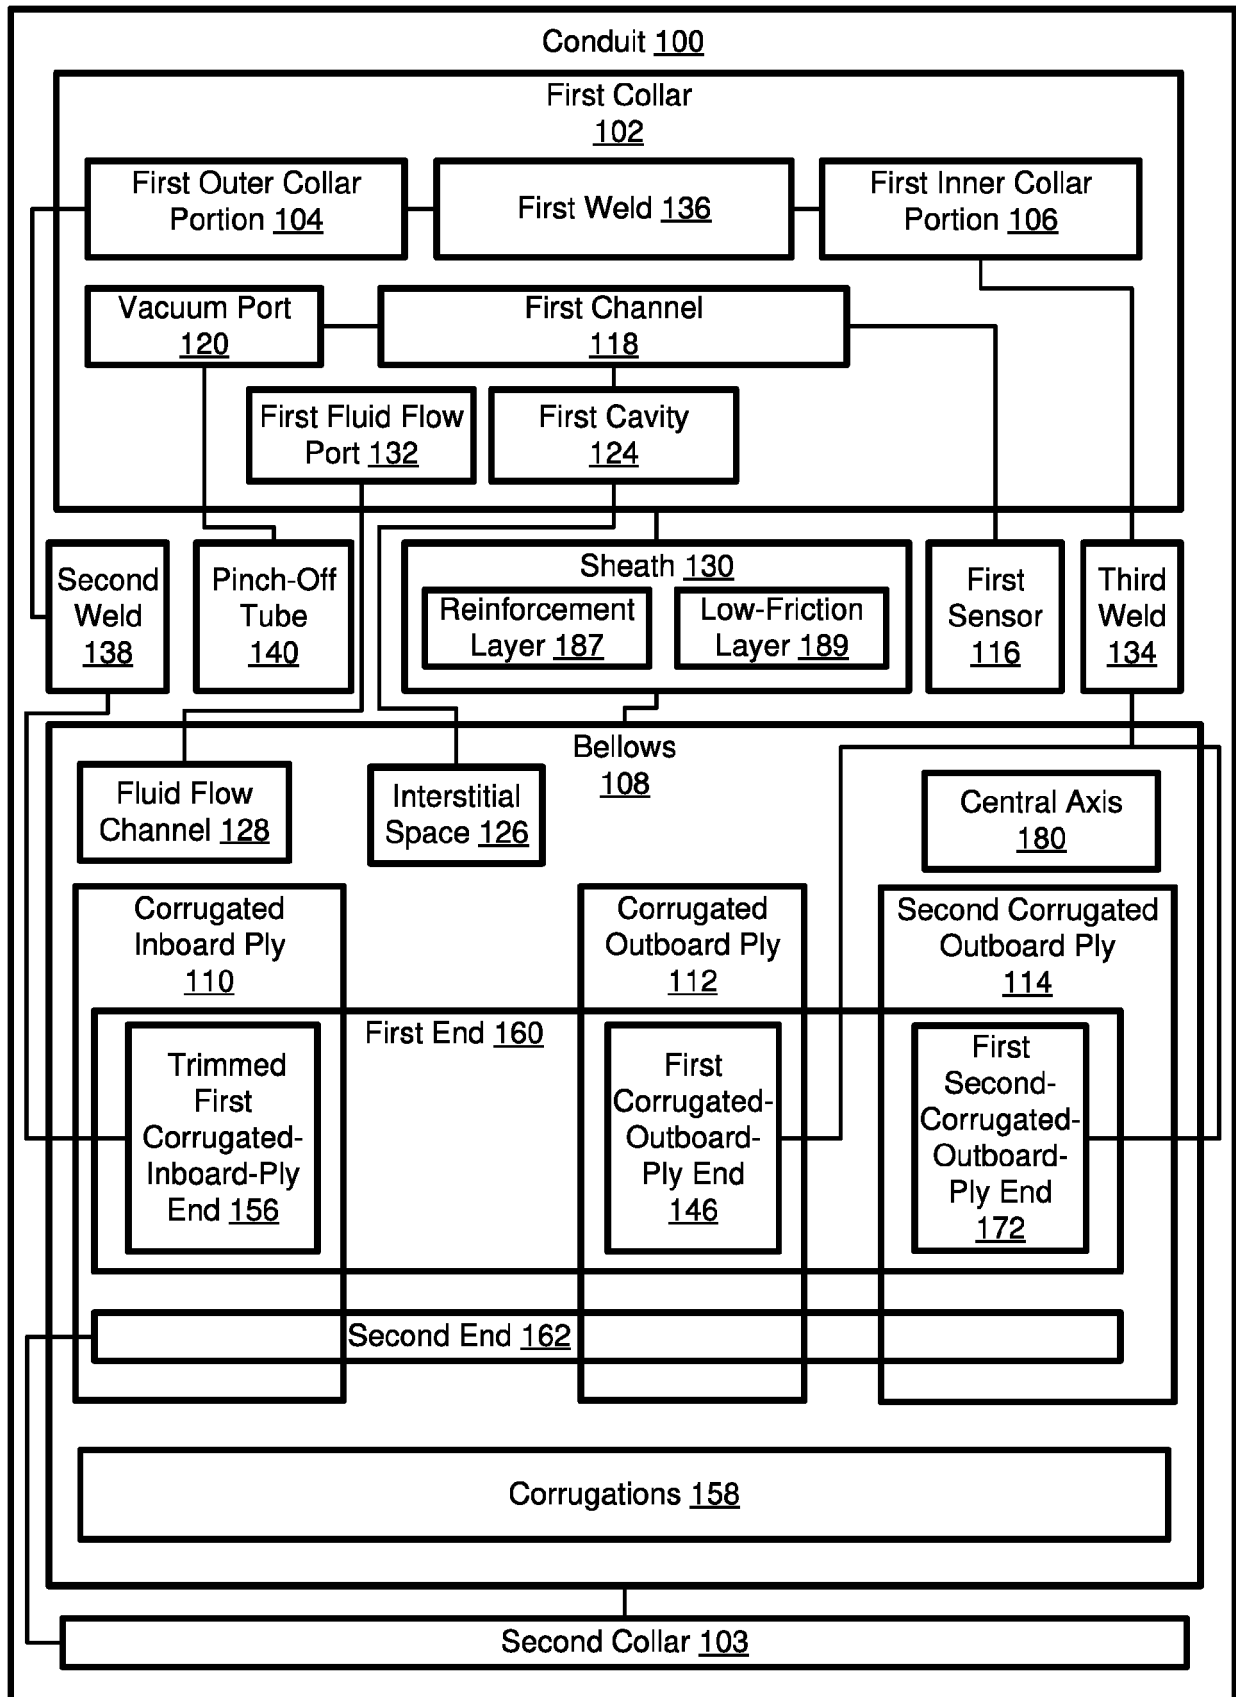 Conduit 100
First Collar
102
First Outer Collar
Portion 104
First Weld 136
First Inner Collar
Portion 106
Vacuum Port
120
First Channel
118
First Fluid Flow
Port 132
First Cavity
124
Second
Weld
138
Pinch-Off
Tube
140
Sheath 130
Reinforcement
Layer 187
Low-Friction
Layer 189
First
Sensor
116
Third
Weld
134
Bellows
108
Fluid Flow
Channel 128
Interstitial
Space 126
Central Axis
180
Corrugated
Inboard Ply
110
Corrugated
Outboard Ply
112
Second Corrugated
Outboard Ply
114
First End 160
Trimmed
First
Corrugated-
Inboard-Ply
End 156
First
Corrugated-
Outboard-
Ply End
146
First
Second-
Corrugated-
Outboard-
Ply End
172
Second End 162
Corrugations 158
Second Collar 103